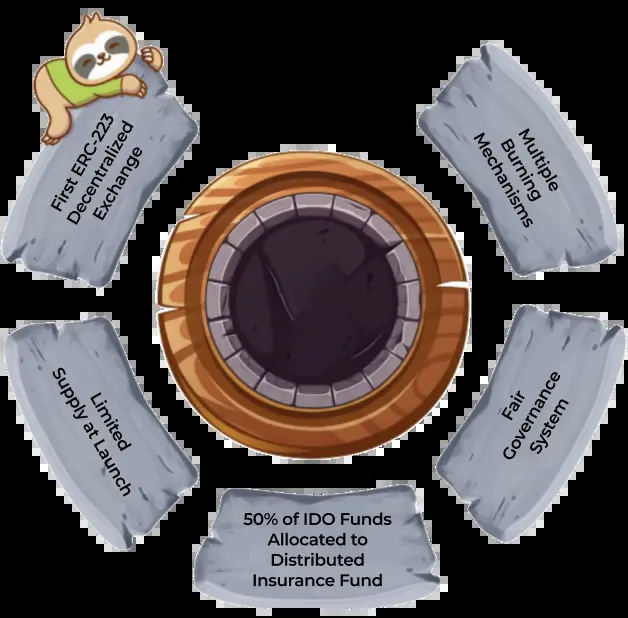 First ERC-223
Decentralized
Exchange
Multiple
Burning
Mechanisms
Limited
Supply at Launch
Fair
Governance
System
50% of IDO Funds
Allocated to
Distributed
Insurance Fund